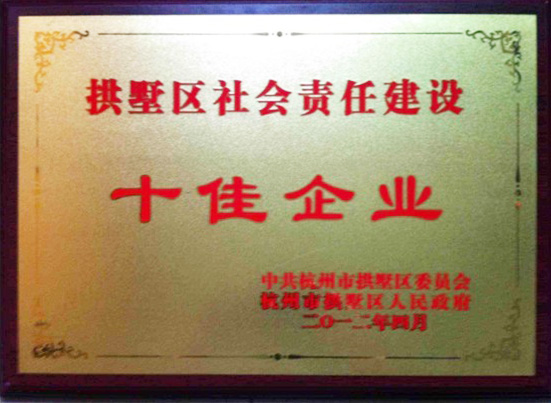 拱墅区社会责任建设
十佳企业
中共杭州市拱墅区委员会
杭州市拱墅区人民政府
二〇一二年四月